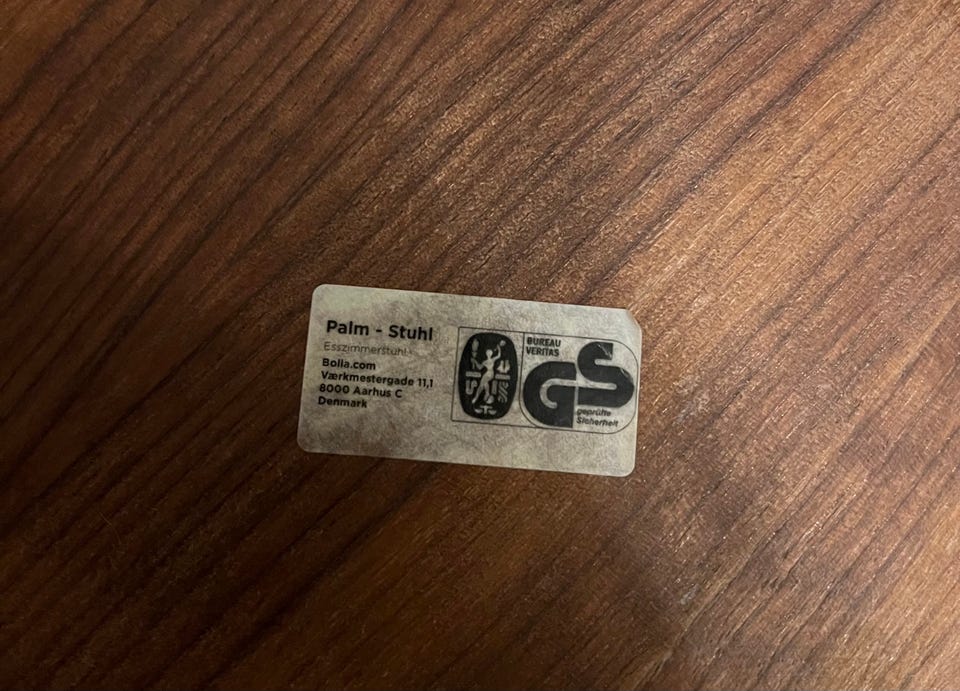 Palm - Stuhl
Esszimmerstuhl
Bolia.com
Værkmestergade 11,1
8000 Aarhus C
Denmark
BUREAU
VERITAS
GS
geprüfte
Sicherheit